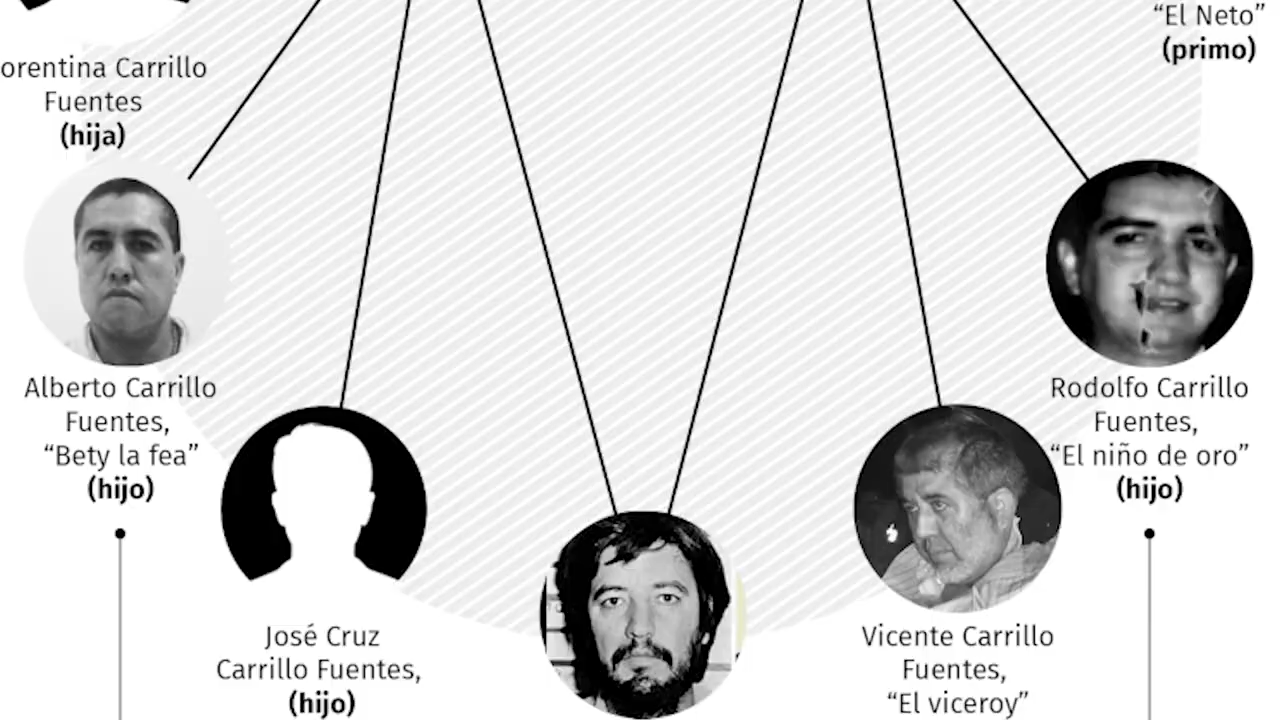 “El Neto”
(primo)
orentina Carrillo
Fuentes
(hija)
Alberto Carrillo
Fuentes,
“Bety la fea”
(hijo)
Rodolfo Carrillo
Fuentes,
“El niño de oro”
(hijo)
José Cruz
Carrillo Fuentes,
(hijo)
Vicente Carrillo
Fuentes,
“El viceroy”